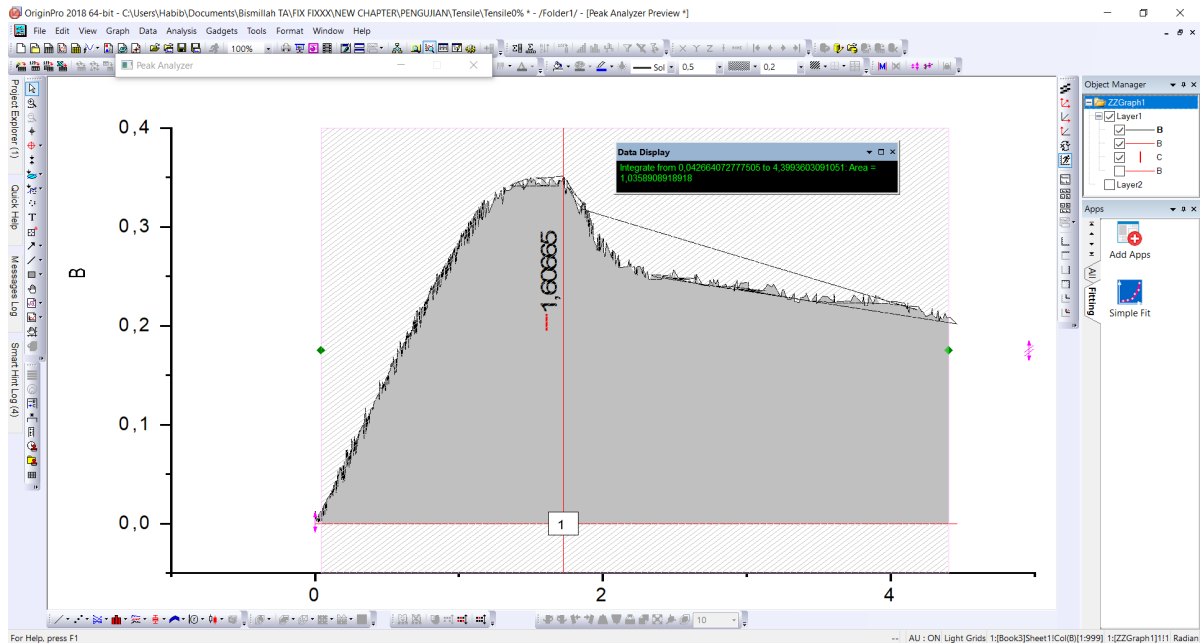 OriginPro 2018 64-bit - C:\Users\Habib\Documents\Bismillah TA\FIX FIXXX\NEW CHAPTER\PENGUJIAN\Tensile\Tensile0% * - /Folder1/ - [Peak Analyzer Preview *]
File Edit View Graph Data Analysis Gadgets Tools Format Window Help
100%
Peak Analyzer
Sol 0,5 0,2
Project Explorer (1)
Quick Help
Messages Log
Smart Hint Log (4)
B
0,4
0,3
0,2
0,1
0,0
0 2 4
1,60665
1
Data Display
Integrate from 0,042664072777505 to 4,3993603091051: Area =
1,0358908918918
Object Manager
ZZGraph1
Layer1
B
B
C
B
Layer2
Apps
All
Fitting
Add Apps
Simple Fit
10
For Help, press F1
-- AU : ON Light Grids 1:[Book3]Sheet1!Col(B)[1:999] 1:[ZZGraph1]1!1 Radian